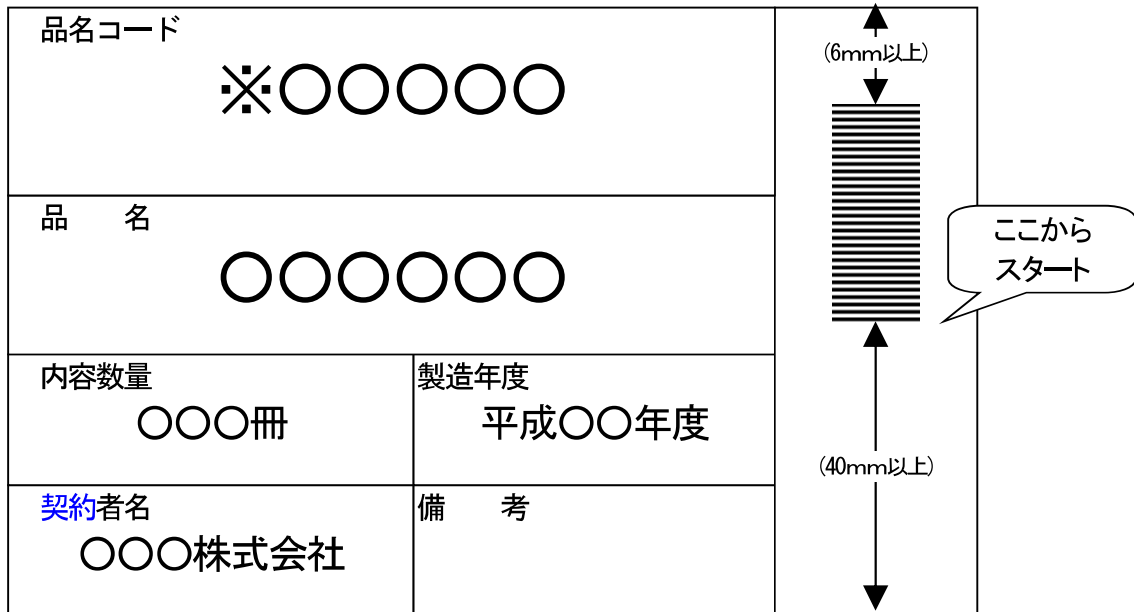 品名コード
※○○○○○
品　　名
○○○○○○
内容数量
○○○冊
製造年度
平成○○年度
契約者名
○○○株式会社
備　　考
(6mm以上)
ここから
スタート
(40mm以上)